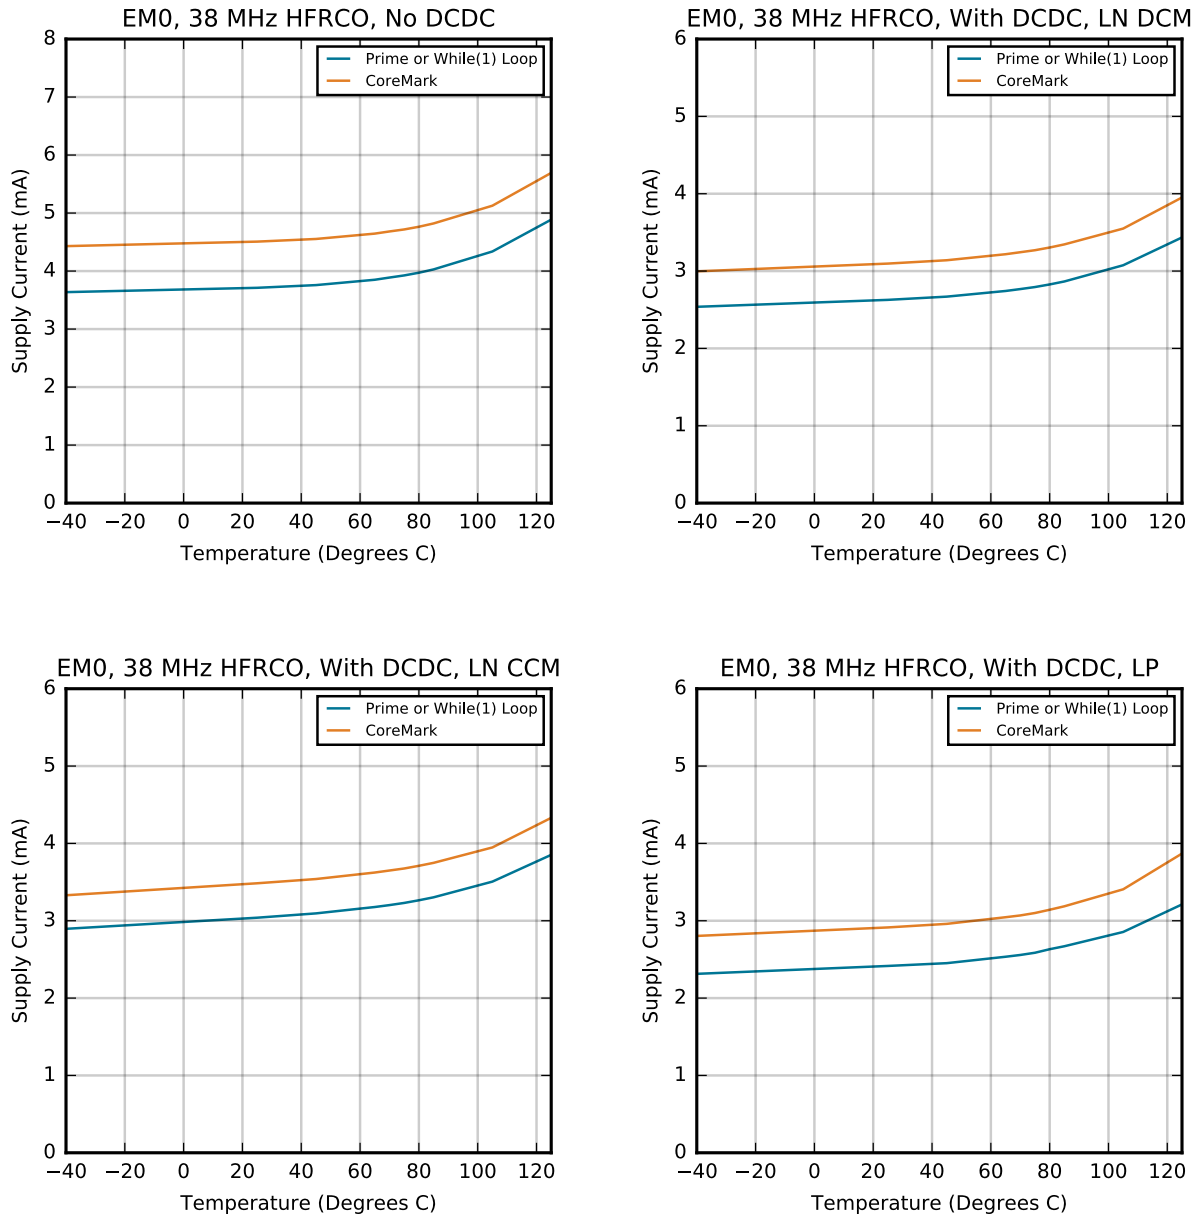 EM0, 38 MHz HFRCO, No DCDC
Prime or While(1) Loop
CoreMark
Supply Current (mA)
8
7
6
5
4
3
2
1
0
−40 −20 0 20 40 60 80 100 120
Temperature (Degrees C)
EM0, 38 MHz HFRCO, With DCDC, LN DCM
Prime or While(1) Loop
CoreMark
Supply Current (mA)
6
5
4
3
2
1
0
−40 −20 0 20 40 60 80 100 120
Temperature (Degrees C)
EM0, 38 MHz HFRCO, With DCDC, LN CCM
Prime or While(1) Loop
CoreMark
Supply Current (mA)
6
5
4
3
2
1
0
−40 −20 0 20 40 60 80 100 120
Temperature (Degrees C)
EM0, 38 MHz HFRCO, With DCDC, LP
Prime or While(1) Loop
CoreMark
Supply Current (mA)
6
5
4
3
2
1
0
−40 −20 0 20 40 60 80 100 120
Temperature (Degrees C)